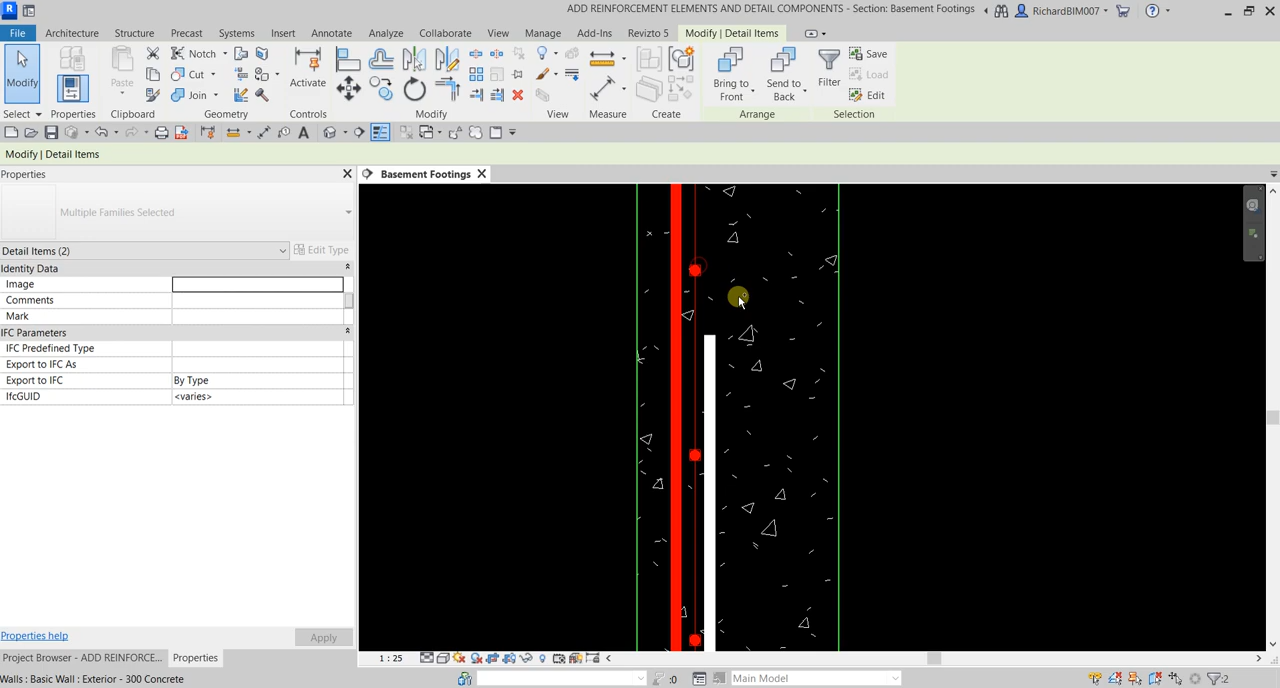 ADD REINFORCEMENT ELEMENTS AND DETAIL COMPONENTS - Section: Basement Footings RichardBIM007
File Architecture Structure Precast Systems Insert Annotate Analyze Collaborate View Manage Add-Ins Revizto 5 Modify | Detail Items
Notch Save
Cut Load
Join Edit
Modify Paste Activate Bring to Front Send to Back Filter
Select Properties Clipboard Geometry Controls Modify View Measure Create Arrange Selection
Modify | Detail Items
Properties Basement Footings
Multiple Families Selected
Detail Items (2) Edit Type
Identity Data
Image
Comments
Mark
IFC Parameters
IFC Predefined Type
Export to IFC As
Export to IFC By Type
IfcGUID <varies>
Properties help Apply
Project Browser - ADD REINFORCE... Properties 1 : 25
Walls : Basic Wall : Exterior - 300 Concrete :0 Main Model :2